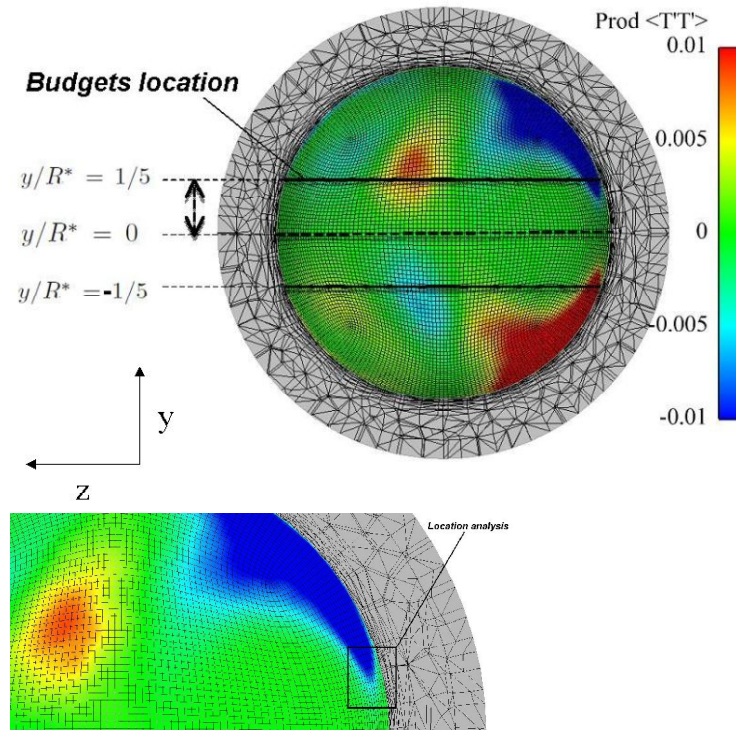 Prod <T'T'>
0.01
Budgets location
0.005
y/R* = 1/5
y/R* = 0
0
y/R* =-1/5
-0.005
-0.01
y
z
Location analysis